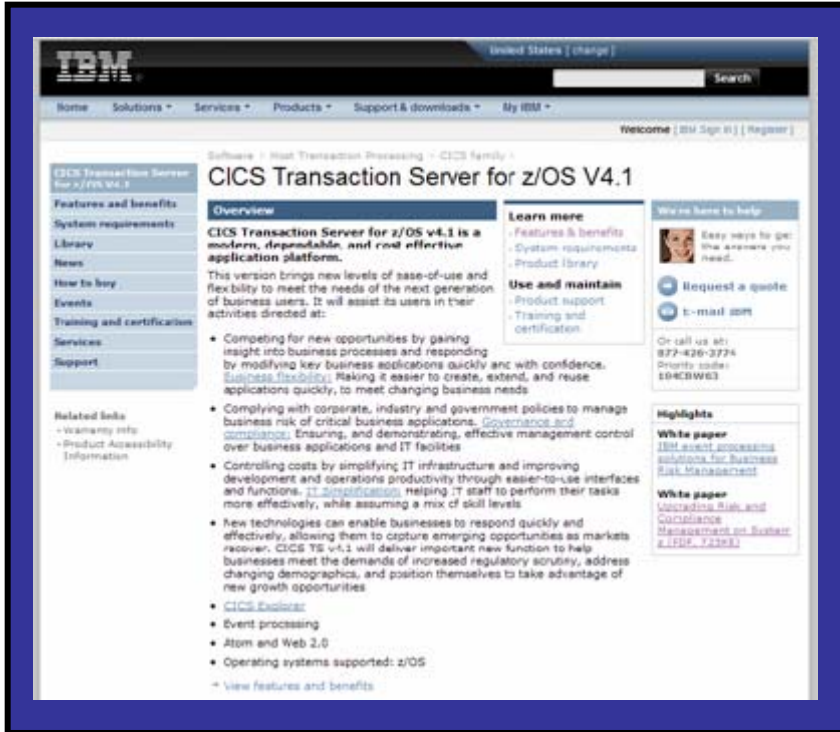 United States [ change ]
IBM
Search
Home Solutions Services Products Support & downloads My IBM
Welcome [ IBM Sign in ] [ Register ]
Software > Host Transaction Processing > CICS family >
CICS Transaction Server for z/OS V4.1
CICS Transaction Server
for z/OS V4.1
Features and benefits
System requirements
Library
News
How to buy
Events
Training and certification
Services
Support
Related links
Warranty info
Product Accessibility
Information
Overview
CICS Transaction Server for z/OS v4.1 is a
modern, dependable, and cost effective
application platform.
This version brings new levels of ease-of-use and
flexibility to meet the needs of the next generation
of business users. It will assist its users in their
activities directed at:
• Competing for new opportunities by gaining
insight into business processes and responding
by modifying key business applications quickly and with confidence.
Business flexibility: Making it easier to create, extend, and reuse
applications quickly, to meet changing business needs
• Complying with corporate, industry and government policies to manage
business risk of critical business applications. Governance and
compliance: Ensuring, and demonstrating, effective management control
over business applications and IT facilities
• Controlling costs by simplifying IT infrastructure and improving
development and operations productivity through easier-to-use interfaces
and functions. IT Simplification: Helping IT staff to perform their tasks
more effectively, while assuming a mix of skill levels
• New technologies can enable businesses to respond quickly and
effectively, allowing them to capture emerging opportunities as markets
recover. CICS TS v4.1 will deliver important new function to help
businesses meet the demands of increased regulatory scrutiny, address
changing demographics, and position themselves to take advantage of
new growth opportunities
• CICS Explorer
• Event processing
• Atom and Web 2.0
• Operating systems supported: z/OS
View features and benefits
Learn more
Features & benefits
System requirements
Product library
Use and maintain
Product support
Training and
certification
We're here to help
Easy ways to get
the answers you
need.
Request a quote
E-mail IBM
Or call us at:
877-426-3774
Priority code:
104CBW63
Highlights
White paper
IBM event processing
solutions for Business
Risk Management
White paper
Upgrading Risk and
Compliance
Management on System
z (PDF, 725KB)